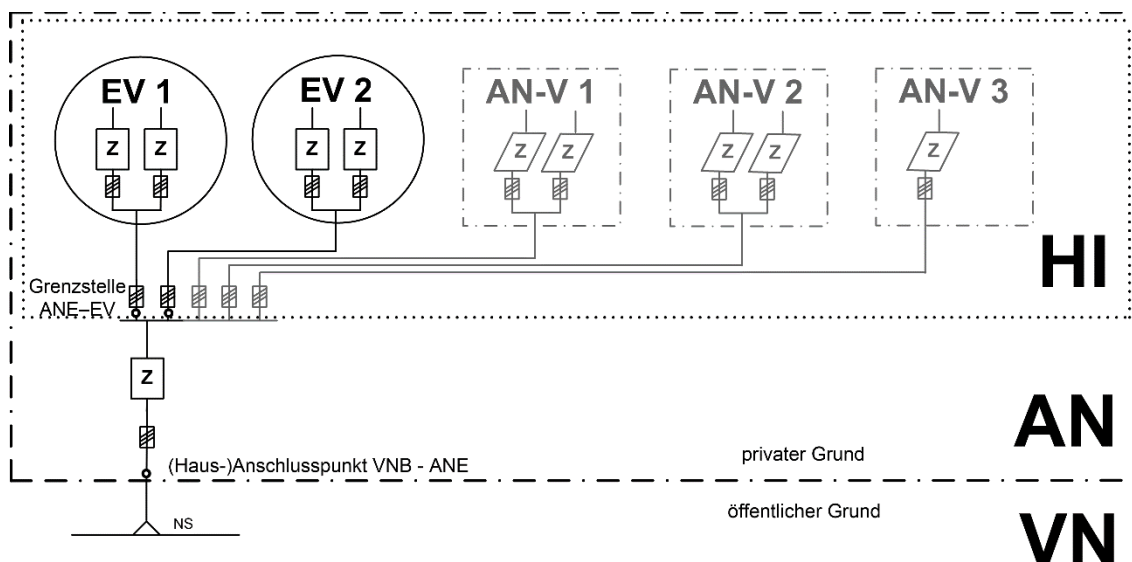 EV 1 EV 2 AN-V 1 AN-V 2 AN-V 3
Z Z Z Z Z Z Z Z Z
HI
Grenzstelle
ANE–EV
Z
AN
(Haus-)Anschlusspunkt VNB - ANE
privater Grund
öffentlicher Grund
NS
VN